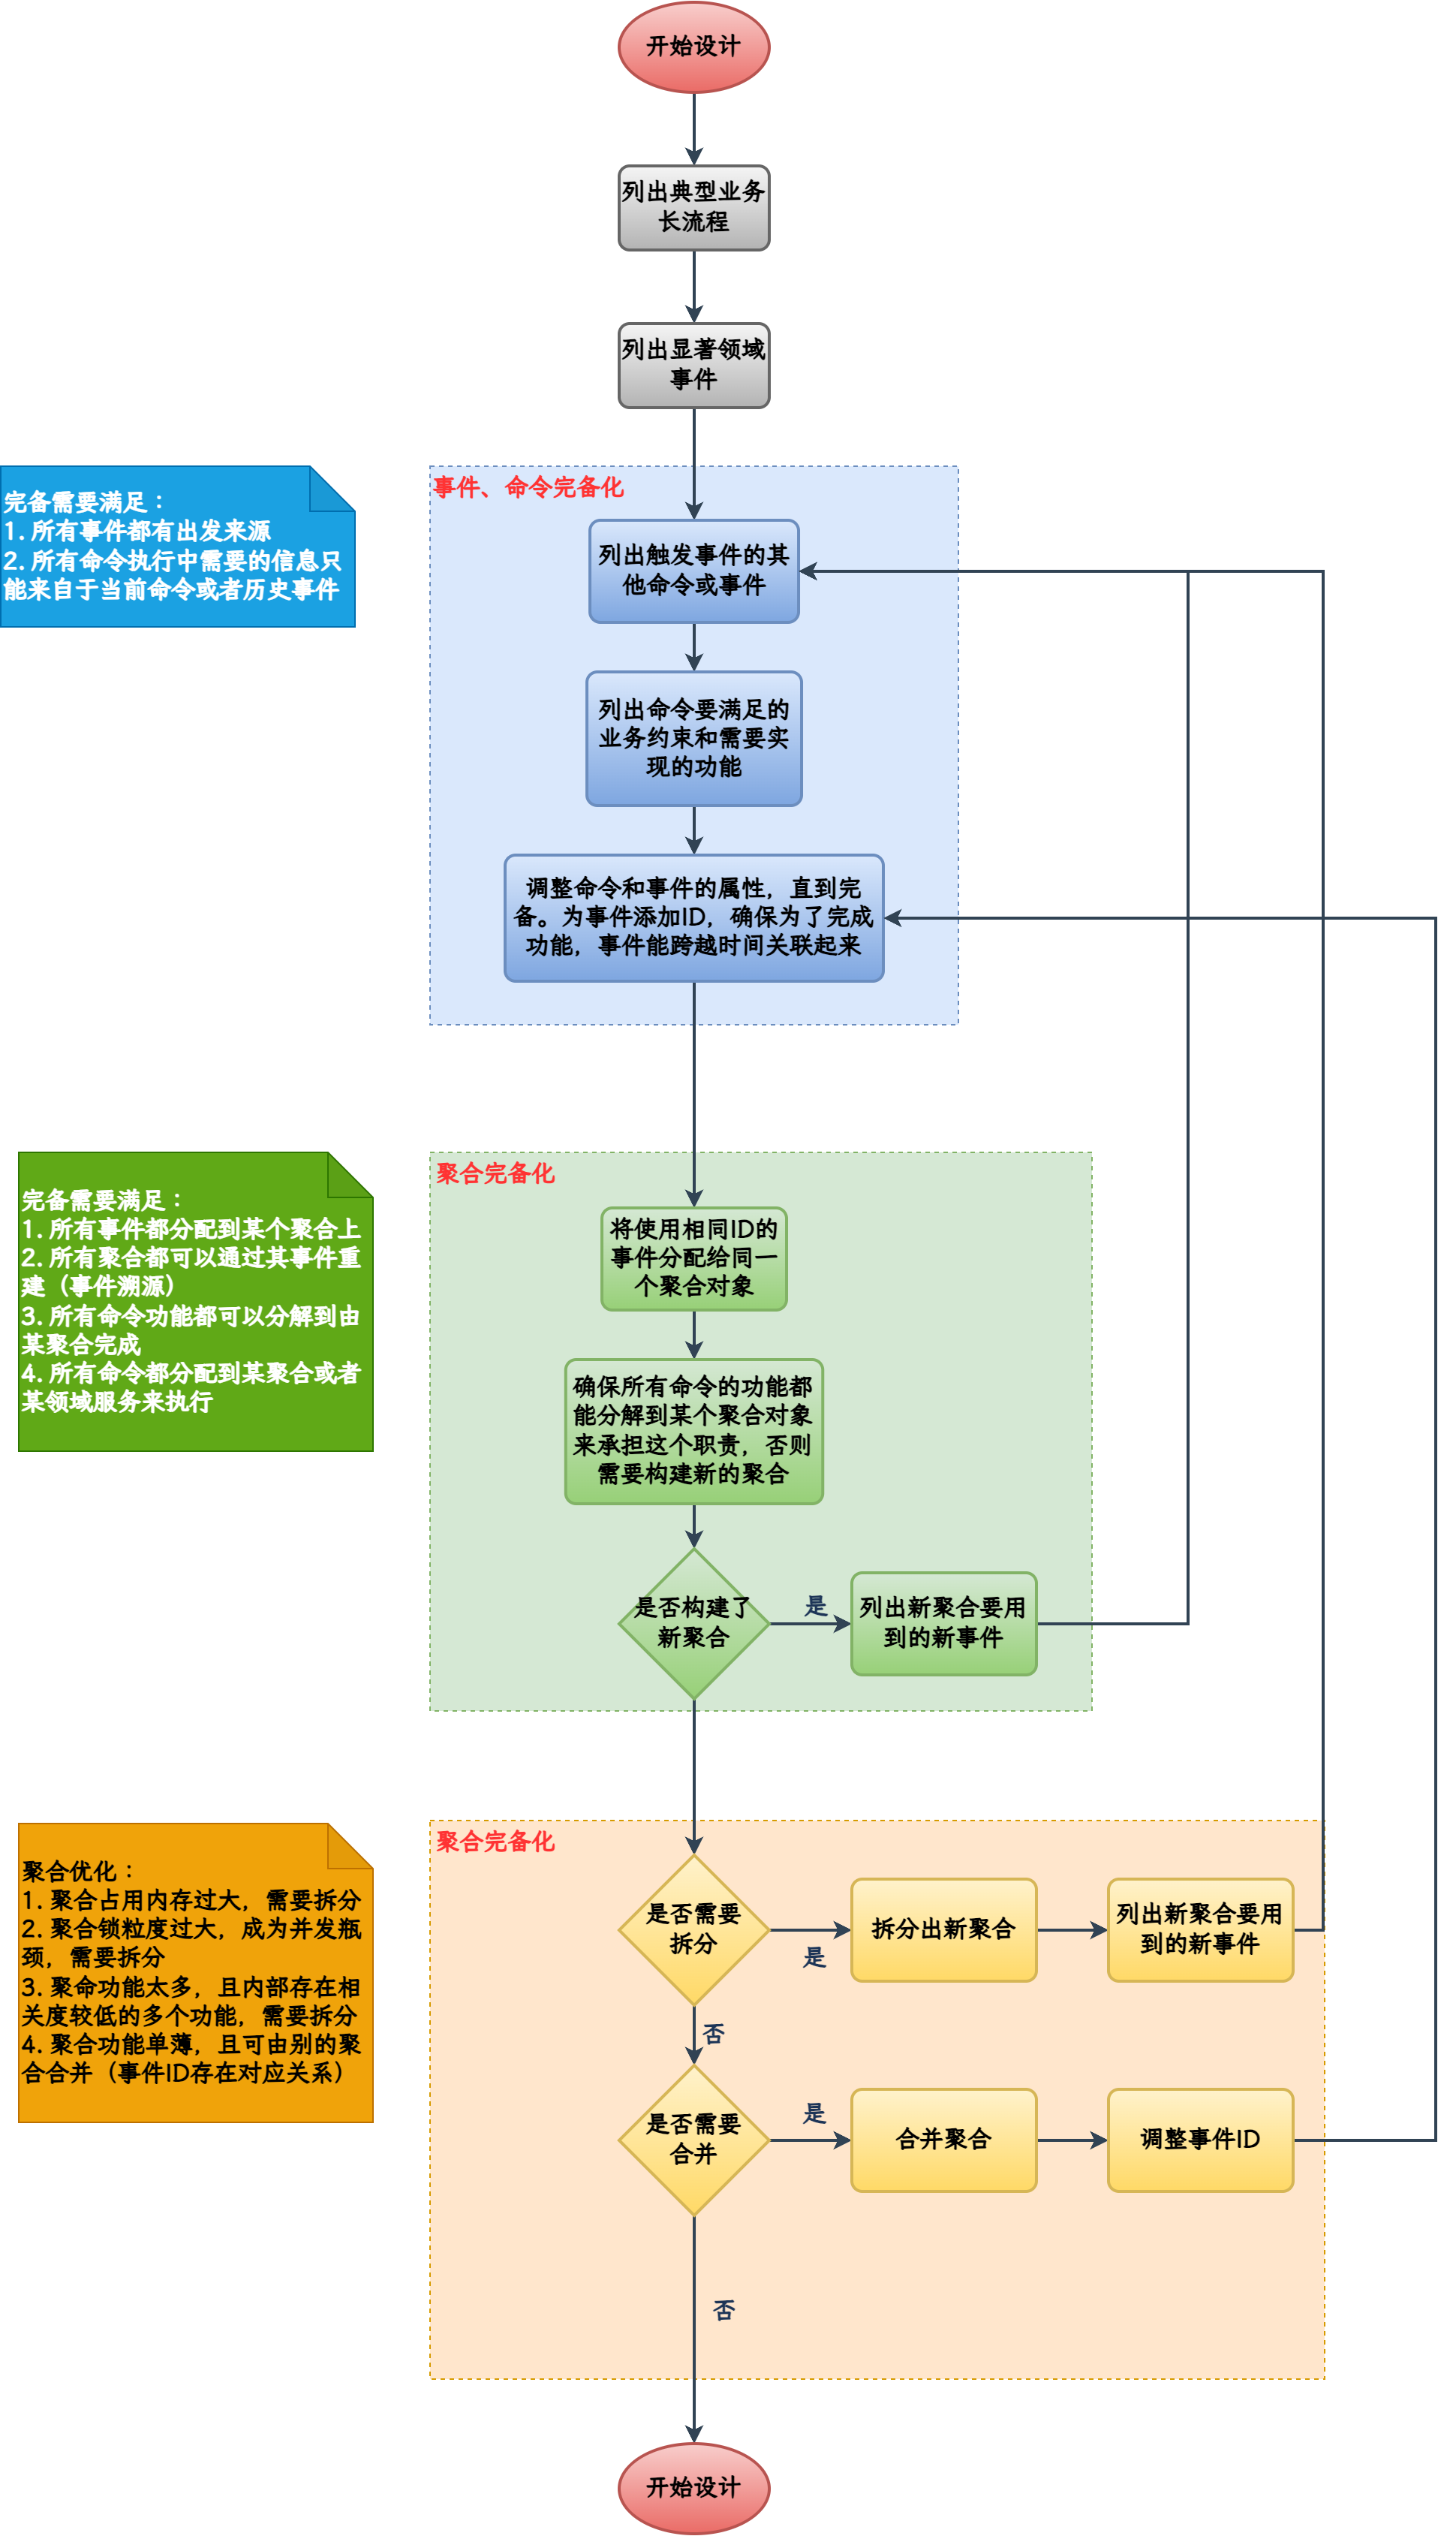 开始设计
列出典型业务
长流程
列出显著领域
事件
完备需要满足：
1. 所有事件都有出发来源
2. 所有命令执行中需要的信息只
能来自于当前命令或者历史事件
事件、命令完备化
列出触发事件的其
他命令或事件
列出命令要满足的
业务约束和需要实
现的功能
调整命令和事件的属性，直到完
备。为事件添加ID，确保为了完成
功能，事件能跨越时间关联起来
完备需要满足：
1. 所有事件都分配到某个聚合上
2. 所有聚合都可以通过其事件重
建（事件溯源）
3. 所有命令功能都可以分解到由
某聚合完成
4. 所有命令都分配到某聚合或者
某领域服务来执行
聚合完备化
将使用相同ID的
事件分配给同一
个聚合对象
确保所有命令的功能都
能分解到某个聚合对象
来承担这个职责，否则
需要构建新的聚合
是否构建了
新聚合
是
列出新聚合要用
到的新事件
聚合优化：
1. 聚合占用内存过大，需要拆分
2. 聚合锁粒度过大，成为并发瓶
颈，需要拆分
3. 聚命功能太多，且内部存在相
关度较低的多个功能，需要拆分
4. 聚合功能单薄，且可由别的聚
合合并（事件ID存在对应关系）
聚合完备化
是否需要
拆分
是
拆分出新聚合
列出新聚合要用
到的新事件
否
是否需要
合并
是
合并聚合
调整事件ID
否
开始设计